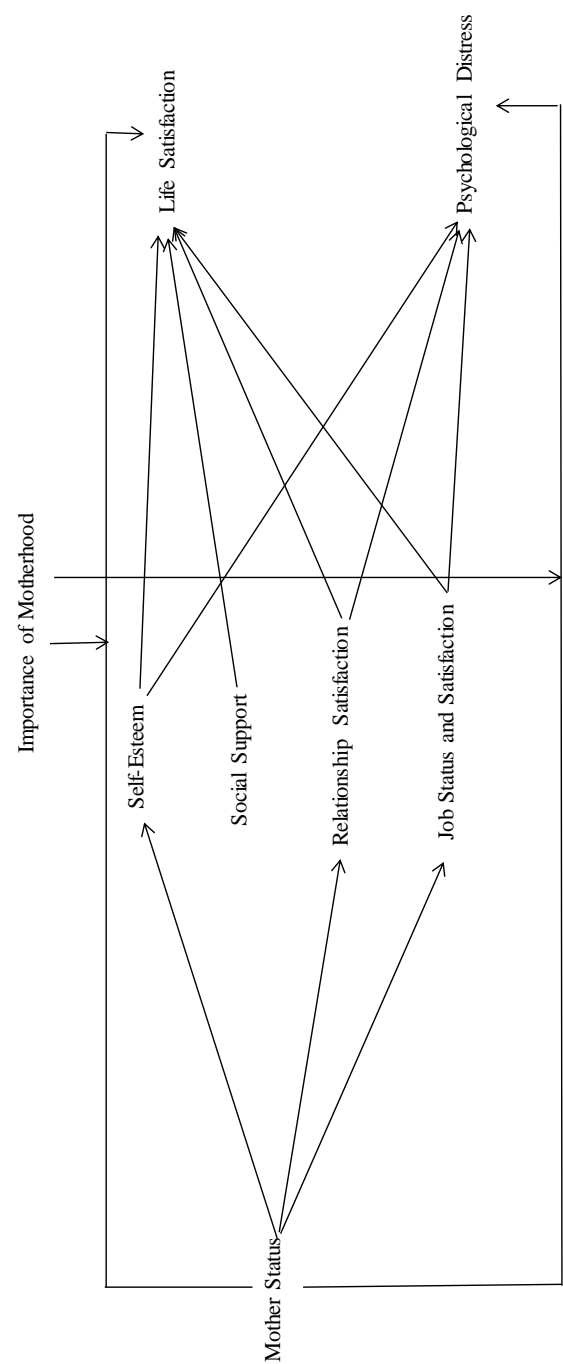 Importance of Motherhood
Mother Status
Self-Esteem
Social Support
Relationship Satisfaction
Job Status and Satisfaction
Life Satisfaction
Psychological Distress